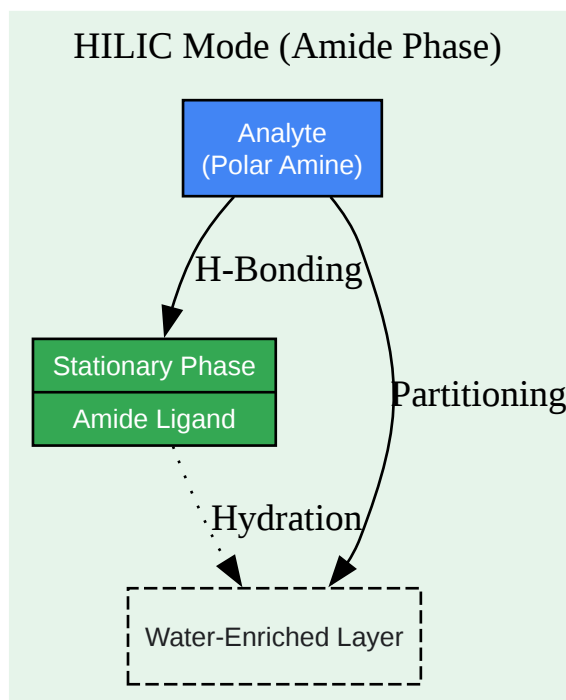 HILIC Mode (Amide Phase)
Analyte
(Polar Amine)
H-Bonding
Stationary Phase
Amide Ligand
Partitioning
Hydration
Water-Enriched Layer